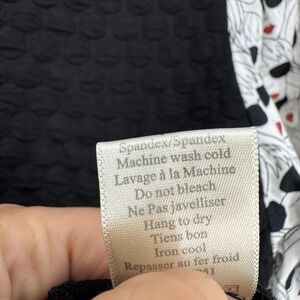 Spandex/Spandex
Machine wash cold
Lavage à la Machine
Do not bleach
Ne Pas javelliser
Hang to dry
Tiens bon
Iron cool
Repasser au fer froid